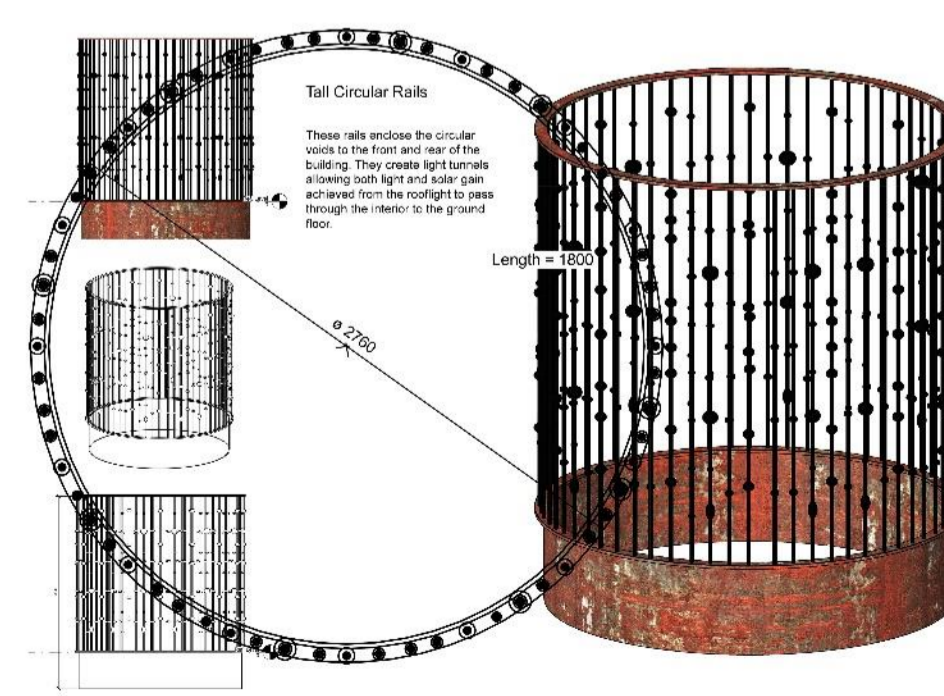 Tall Circular Rails
These rails enclose the circular
voids to the front and rear of the
building. They create light tunnels
allowing both light and solar gain
achieved from the rooflight to pass
through the interior to the ground
floor.
Length = 1800
ø 2760